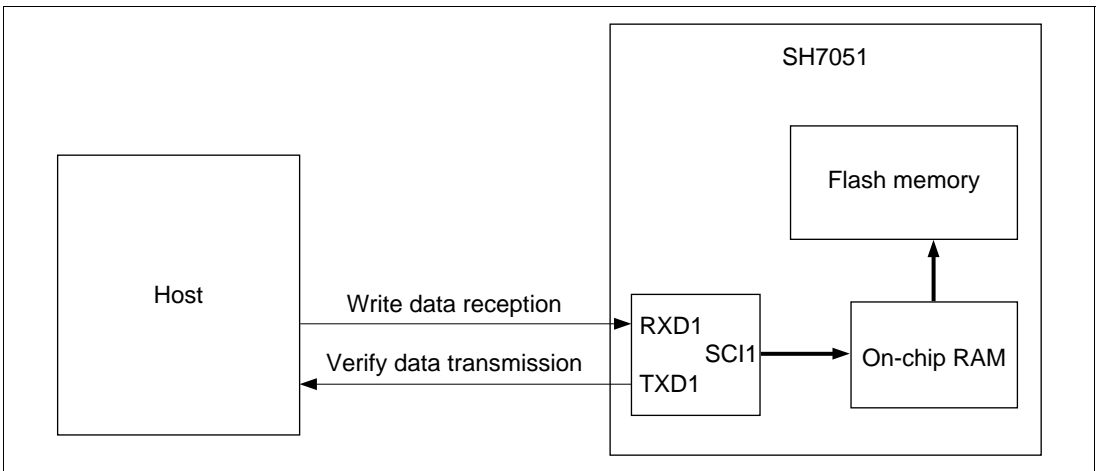 SH7051
Flash memory
Host
Write data reception
RXD1
SCI1
On-chip RAM
Verify data transmission
TXD1